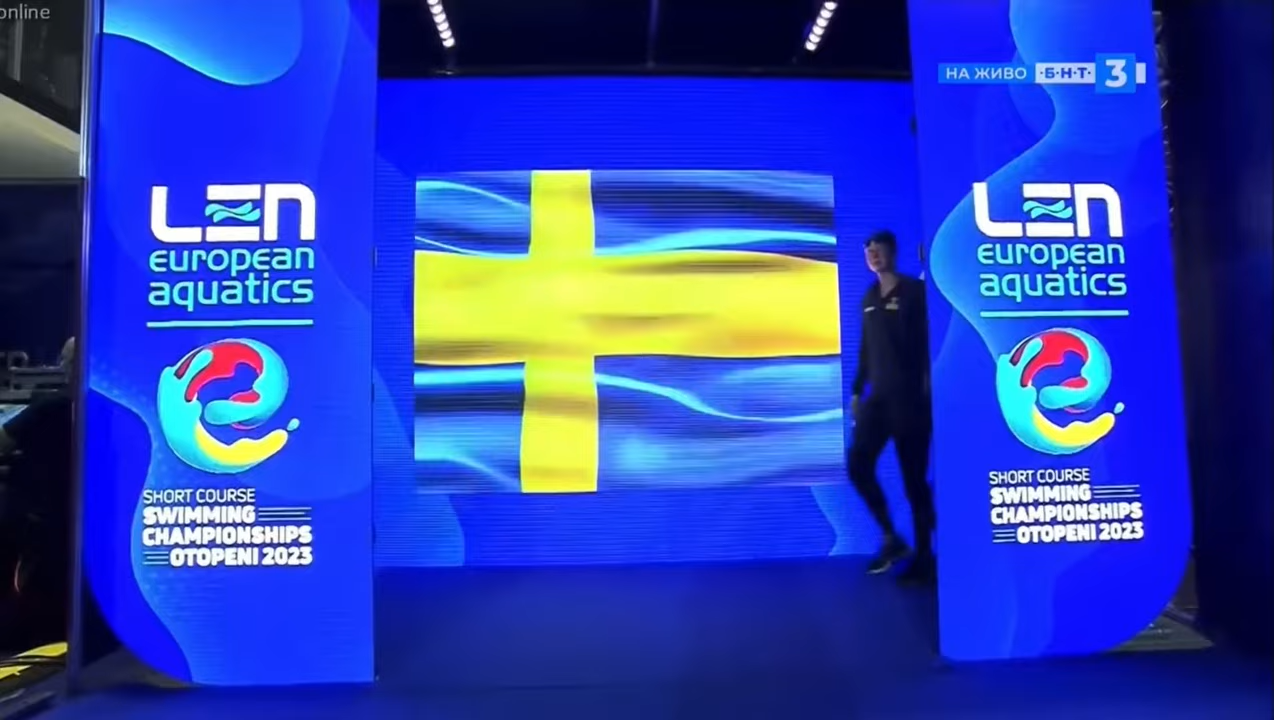 online
НА ЖИВО ·Б·Н·Т· 3
LEN
european
aquatics
SHORT COURSE
SWIMMING
CHAMPIONSHIPS
OTOPENI 2023
LEN
european
aquatics
SHORT COURSE
SWIMMING
CHAMPIONSHIPS
OTOPENI 2023